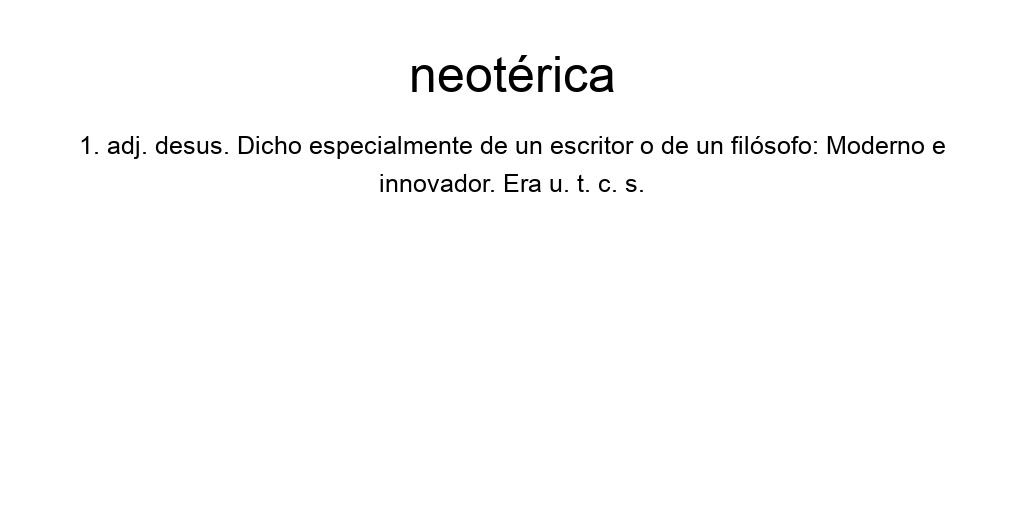 neotérica
1. adj. desus. Dicho especialmente de un escritor o de un filósofo: Moderno e
innovador. Era u. t. c. s.